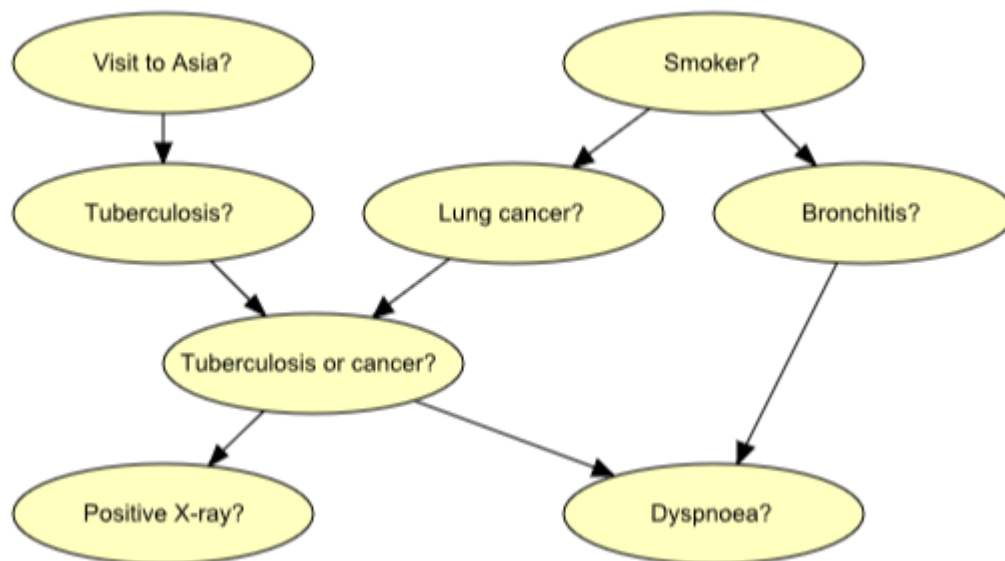 Visit to Asia?
Smoker?
Tuberculosis?
Lung cancer?
Bronchitis?
Tuberculosis or cancer?
Positive X-ray?
Dyspnoea?